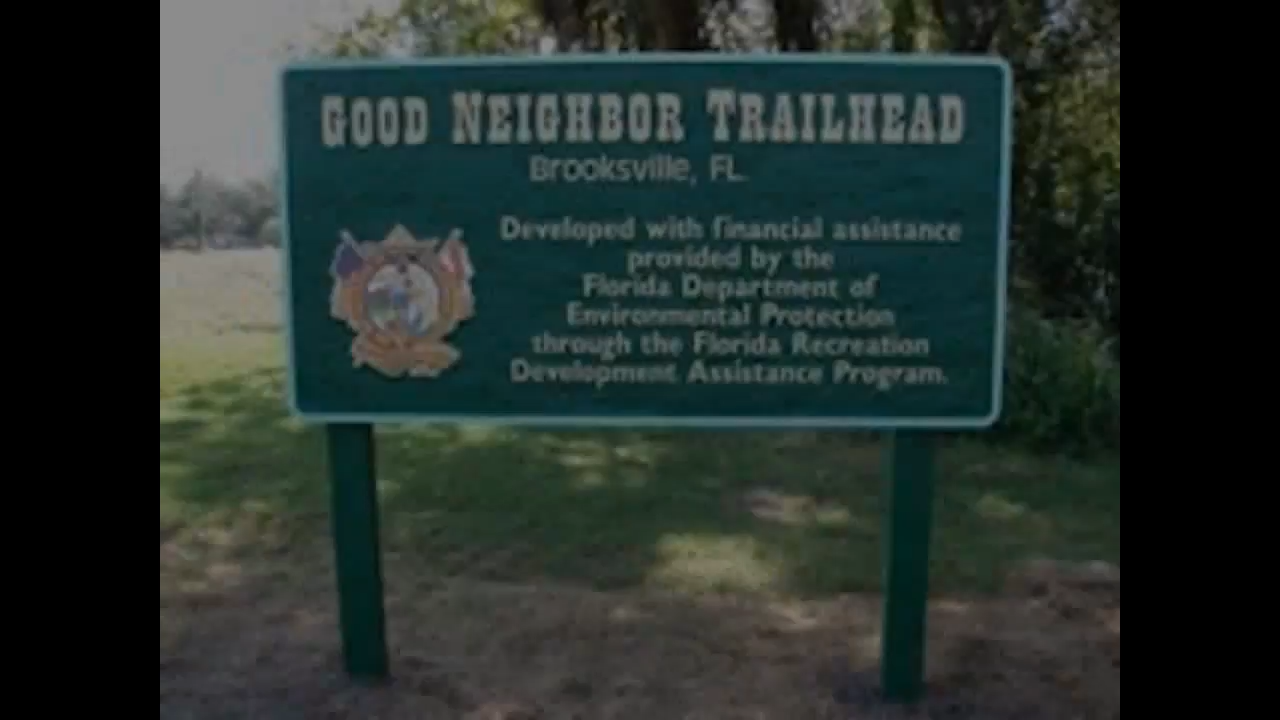 GOOD NEIGHBOR TRAILHEAD
Brooksville, FL.
Developed with financial assistance
provided by the
Florida Department of
Environmental Protection
through the Florida Recreation
Development Assistance Program.